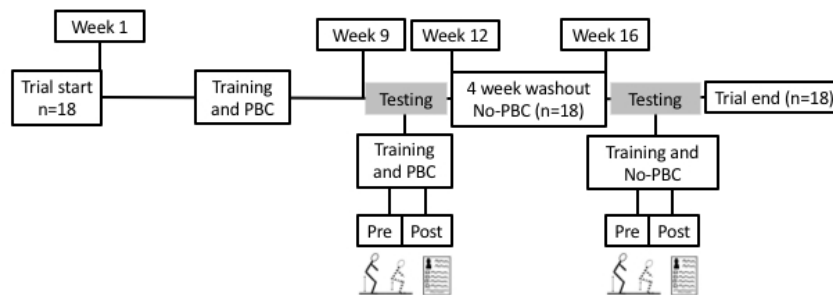 Week 1
Week 9
Week 12
Week 16
Trial start
n=18
Training
and PBC
Testing
4 week washout
No-PBC (n=18)
Testing
Trial end (n=18)
Training
and PBC
Training and
No-PBC
Pre
Post
Pre
Post